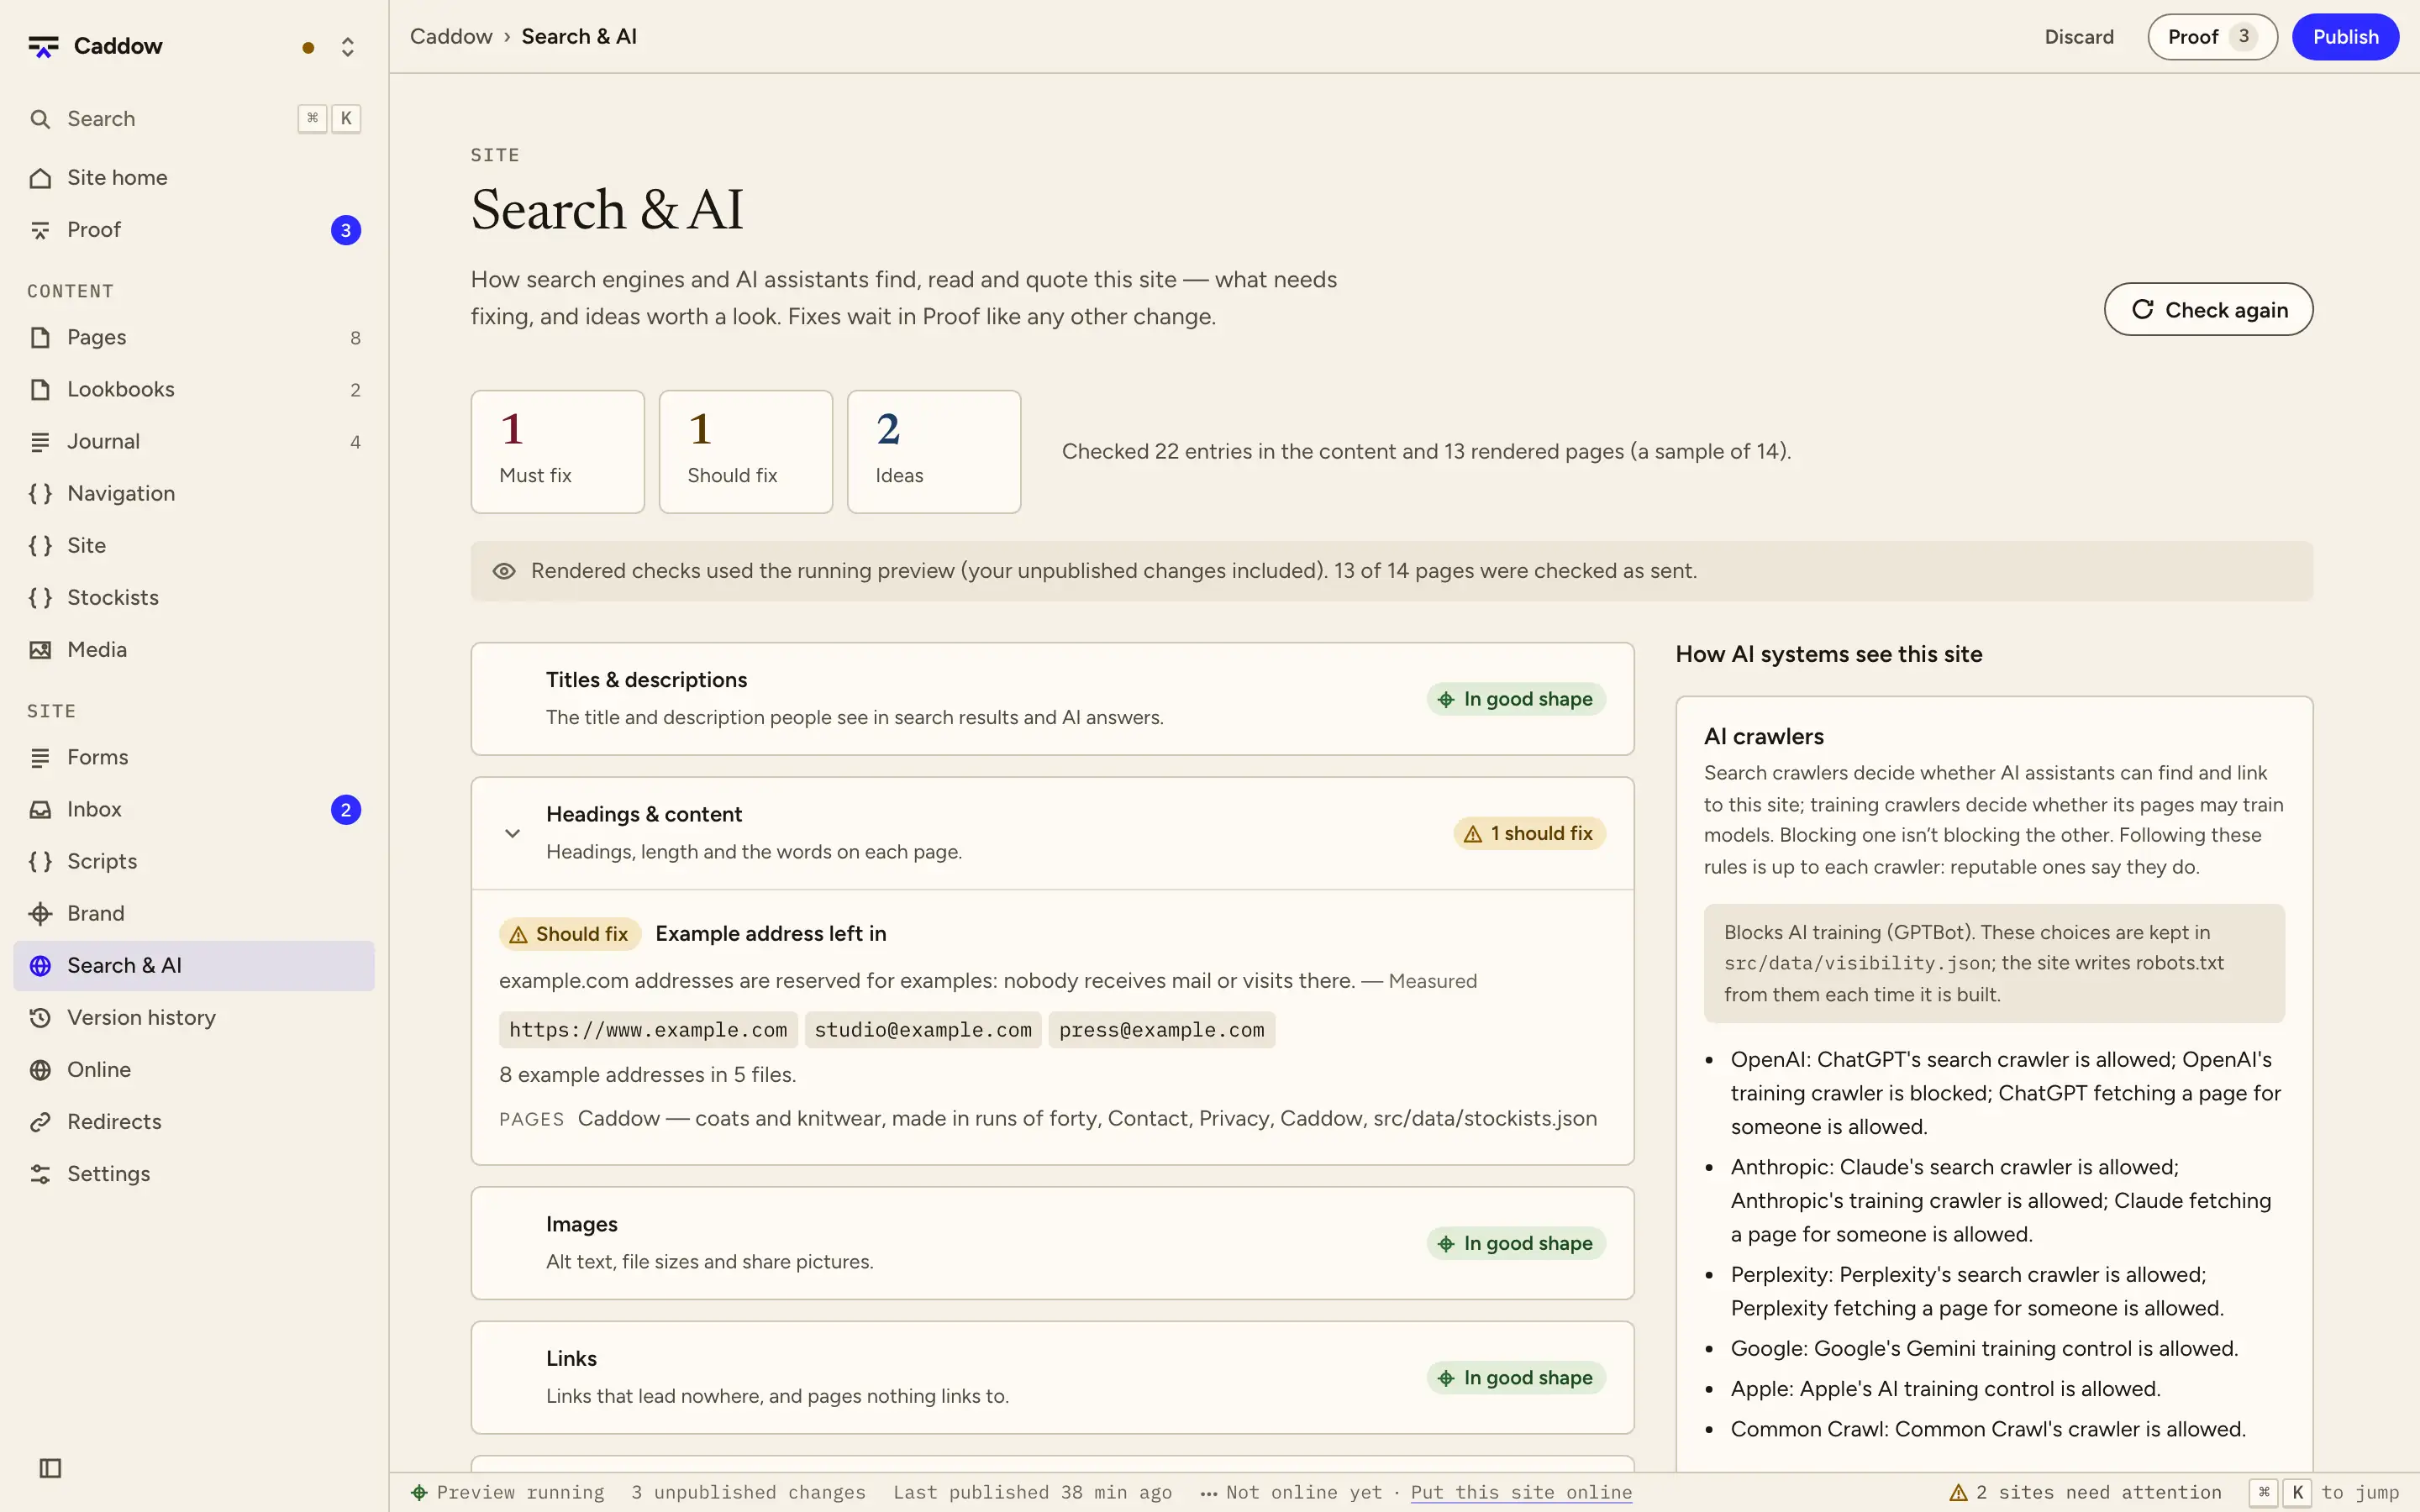 Caddow
Search ⌘ K
Site home
Proof 3
CONTENT
Pages 8
Lookbooks 2
Journal 4
Navigation
Site
Stockists
Media
SITE
Forms
Inbox 2
Scripts
Brand
Search & AI
Version history
Online
Redirects
Settings
Caddow › Search & AI
Discard Proof 3 Publish
SITE
Search & AI
How search engines and AI assistants find, read and quote this site — what needs
fixing, and ideas worth a look. Fixes wait in Proof like any other change.
Check again
1 Must fix
1 Should fix
2 Ideas
Checked 22 entries in the content and 13 rendered pages (a sample of 14).
Rendered checks used the running preview (your unpublished changes included). 13 of 14 pages were checked as sent.
Titles & descriptions
The title and description people see in search results and AI answers.
In good shape
Headings & content
Headings, length and the words on each page.
1 should fix
Should fix Example address left in
example.com addresses are reserved for examples: nobody receives mail or visits there. — Measured
https://www.example.com studio@example.com press@example.com
8 example addresses in 5 files.
PAGES Caddow — coats and knitwear, made in runs of forty, Contact, Privacy, Caddow, src/data/stockists.json
Images
Alt text, file sizes and share pictures.
In good shape
Links
Links that lead nowhere, and pages nothing links to.
In good shape
How AI systems see this site
AI crawlers
Search crawlers decide whether AI assistants can find and link
to this site; training crawlers decide whether its pages may train
models. Blocking one isn’t blocking the other. Following these
rules is up to each crawler: reputable ones say they do.
Blocks AI training (GPTBot). These choices are kept in
src/data/visibility.json; the site writes robots.txt
from them each time it is built.
• OpenAI: ChatGPT's search crawler is allowed; OpenAI's
training crawler is blocked; ChatGPT fetching a page for
someone is allowed.
• Anthropic: Claude's search crawler is allowed;
Anthropic's training crawler is allowed; Claude fetching
a page for someone is allowed.
• Perplexity: Perplexity's search crawler is allowed;
Perplexity fetching a page for someone is allowed.
• Google: Google's Gemini training control is allowed.
• Apple: Apple's AI training control is allowed.
• Common Crawl: Common Crawl's crawler is allowed.
Preview running 3 unpublished changes Last published 38 min ago Not online yet · Put this site online
2 sites need attention ⌘ K to jump